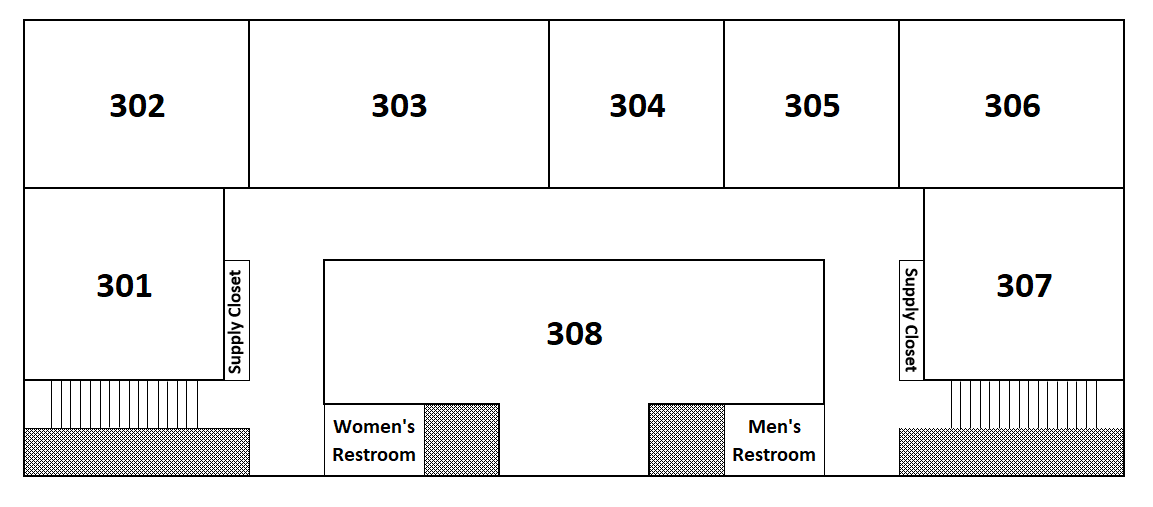 302
303
304
305
306
301
Supply Closet
308
Supply Closet
307
Women's
Restroom
Men's
Restroom